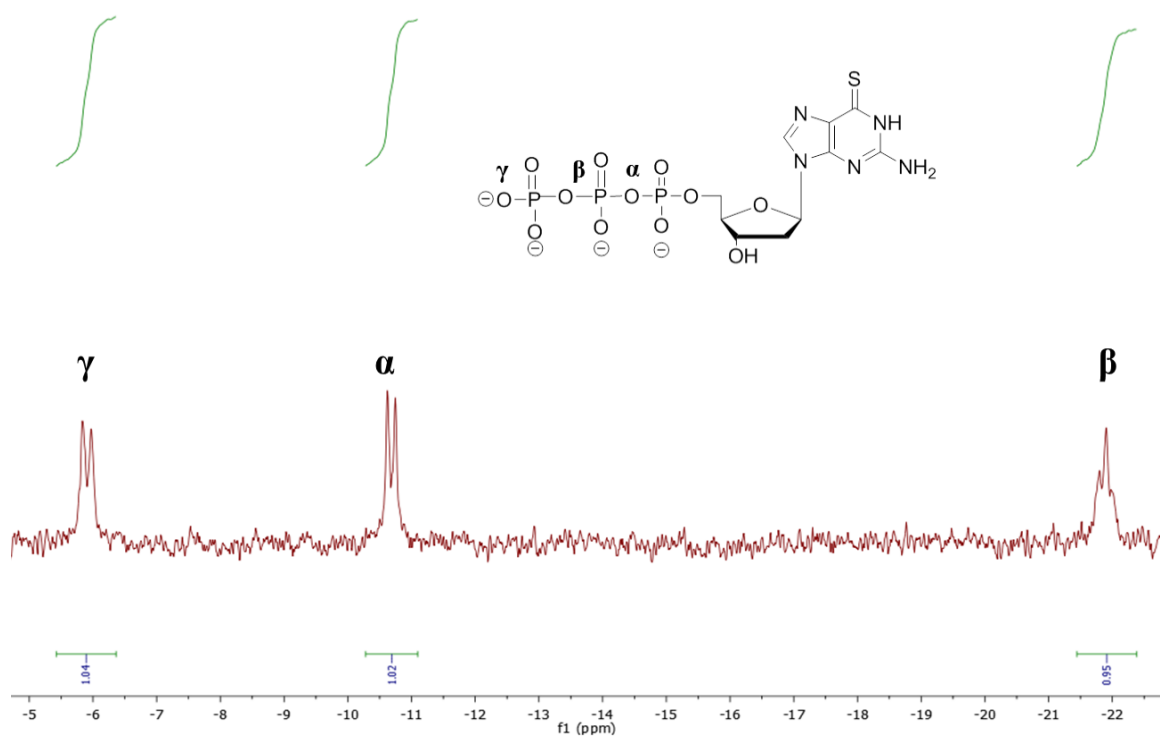 S
N
NH
N
N
NH₂
γ
β
α
O
O
O
⊖O
P
O
P
O
P
O
O
O
O
O
⊖
⊖
⊖
OH
γ
α
β
1.04
1.02
0.95
-5 -6 -7 -8 -9 -10 -11 -12 -13 -14 -15 -16 -17 -18 -19 -20 -21 -22
f1 (ppm)